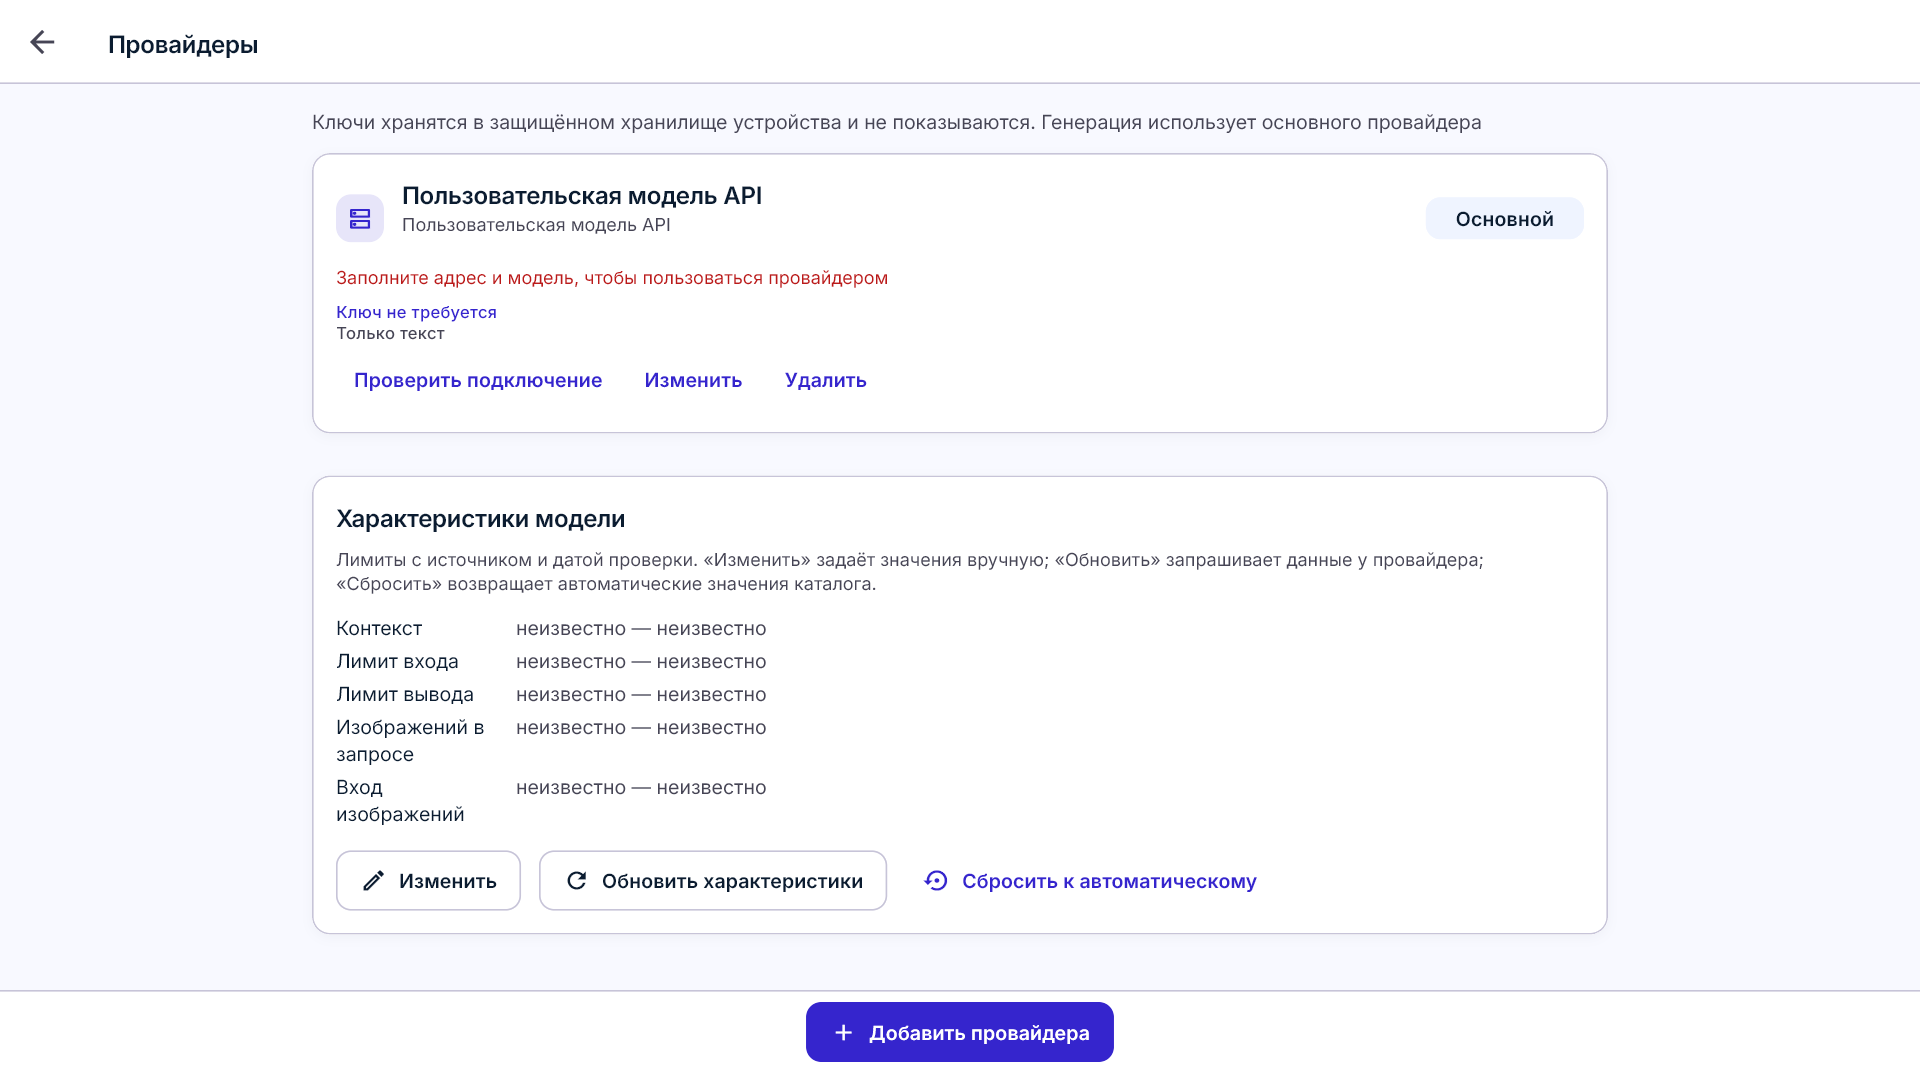 Провайдеры
Ключи хранятся в защищённом хранилище устройства и не показываются. Генерация использует основного провайдера
Пользовательская модель API
Пользовательская модель API
Основной
Заполните адрес и модель, чтобы пользоваться провайдером
Ключ не требуется
Только текст
Проверить подключение Изменить Удалить
Характеристики модели
Лимиты с источником и датой проверки. «Изменить» задаёт значения вручную; «Обновить» запрашивает данные у провайдера;
«Сбросить» возвращает автоматические значения каталога.
Контекст неизвестно — неизвестно
Лимит входа неизвестно — неизвестно
Лимит вывода неизвестно — неизвестно
Изображений в неизвестно — неизвестно
запросе
Вход неизвестно — неизвестно
изображений
Изменить Обновить характеристики Сбросить к автоматическому
Добавить провайдера